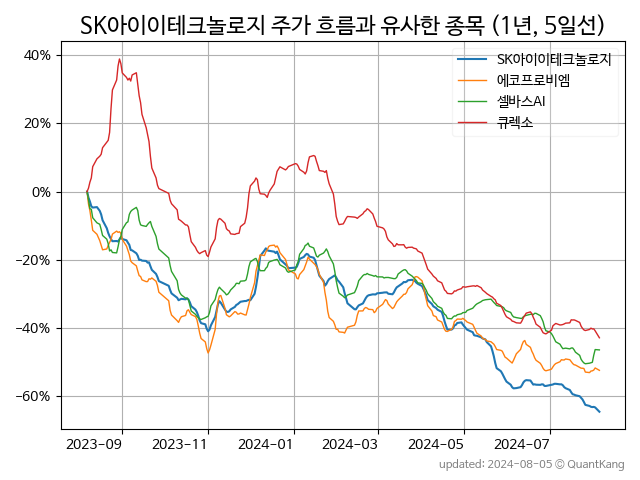 SK아이이테크놀로지 주가 흐름과 유사한 종목 (1년, 5일선)
SK아이이테크놀로지
에코프로비엠
셀바스AI
큐렉소
40%
20%
0%
−20%
−40%
−60%
2023-09
2023-11
2024-01
2024-03
2024-05
2024-07
updated: 2024-08-05 © QuantKang